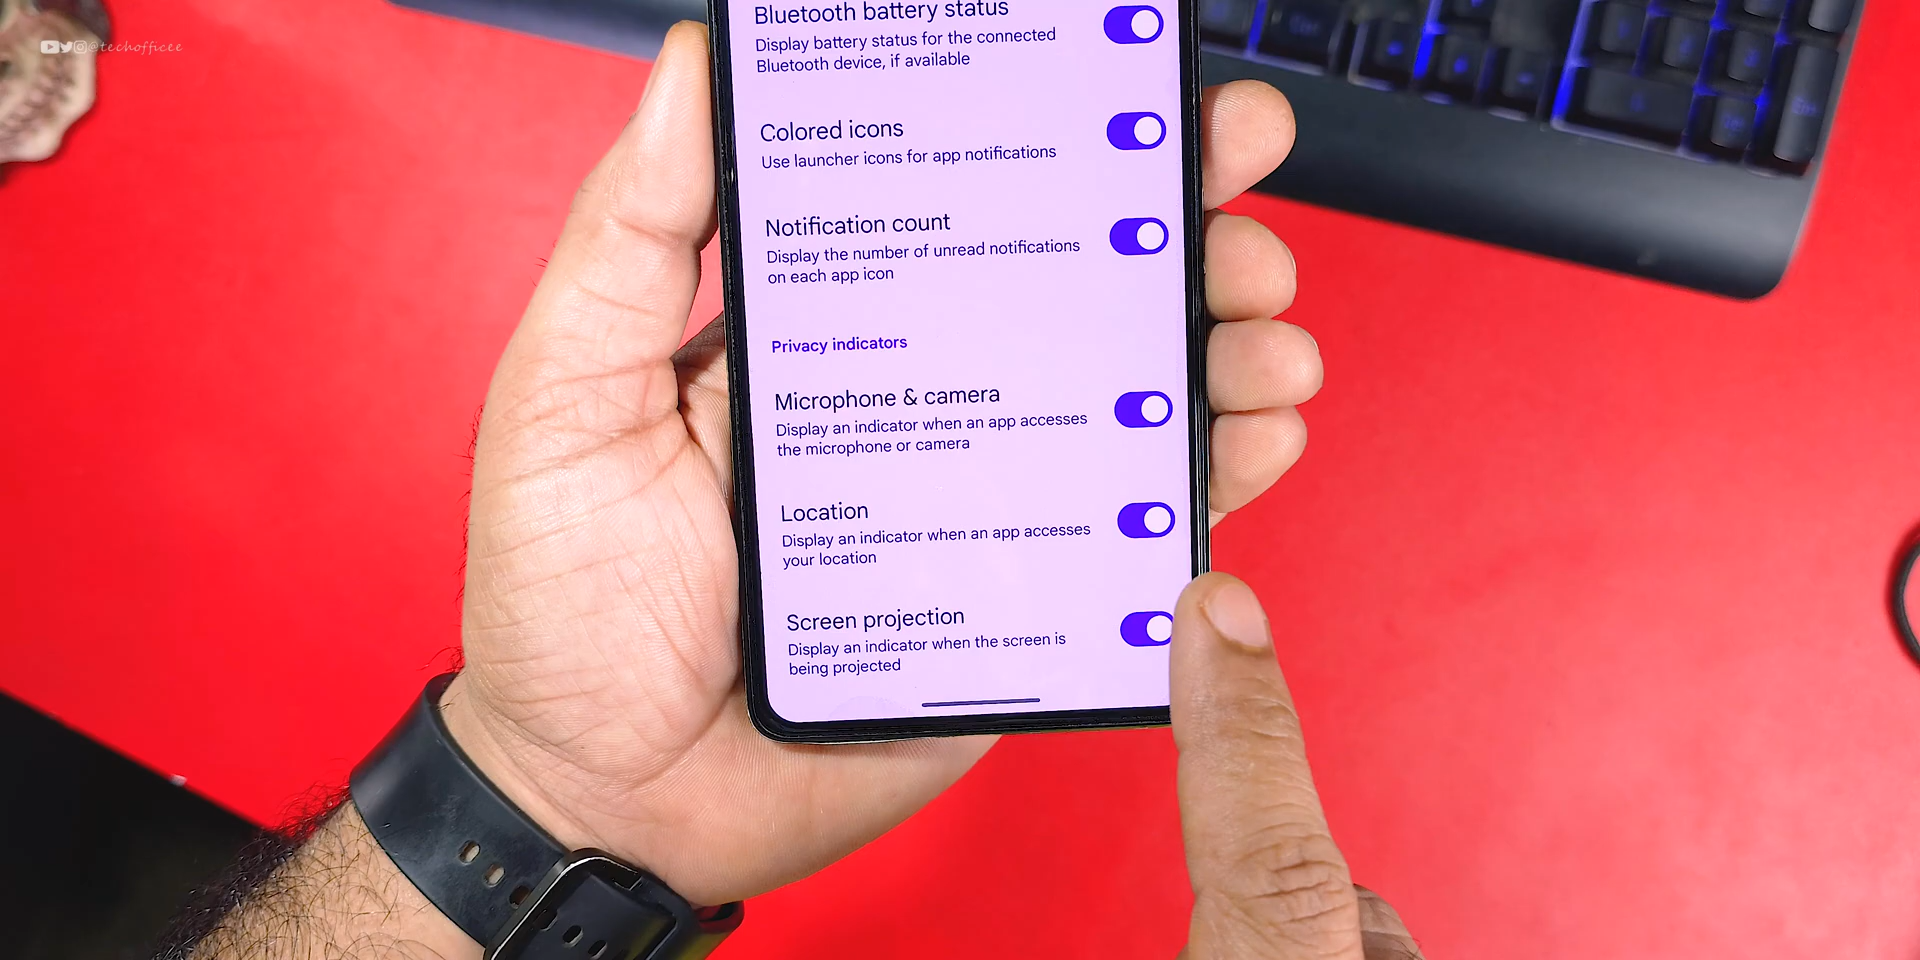 @techofficee
Bluetooth battery status
Display battery status for the connected
Bluetooth device, if available
Colored icons
Use launcher icons for app notifications
Notification count
Display the number of unread notifications
on each app icon
Privacy indicators
Microphone & camera
Display an indicator when an app accesses
the microphone or camera
Location
Display an indicator when an app accesses
your location
Screen projection
Display an indicator when the screen is
being projected